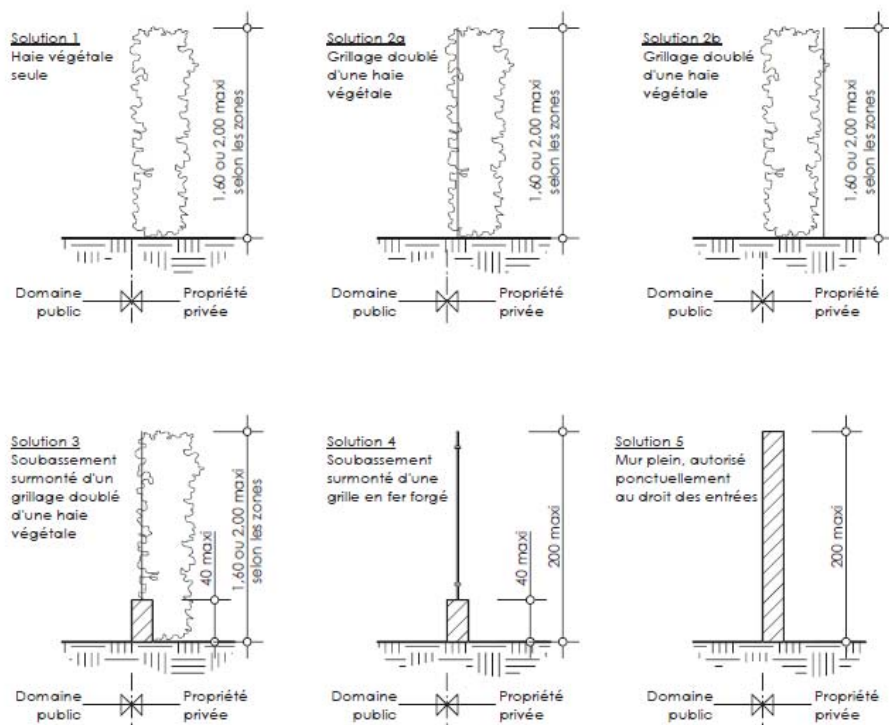 Solution 1
Haie végétale
seule
1,60 ou 2,00 maxi
selon les zones
Domaine
public
Propriété
privée
Solution 2a
Grillage doublé
d'une haie
végétale
1,60 ou 2,00 maxi
selon les zones
Domaine
public
Propriété
privée
Solution 2b
Grillage doublé
d'une haie
végétale
1,60 ou 2,00 maxi
selon les zones
Domaine
public
Propriété
privée
Solution 3
Soubassement
surmonté d'un
grillage doublé
d'une haie
végétale
40 maxi
1,60 ou 2,00 maxi
selon les zones
Domaine
public
Propriété
privée
Solution 4
Soubassement
surmonté d'une
grille en fer forgé
40 maxi
200 maxi
Domaine
public
Propriété
privée
Solution 5
Mur plein, autorisé
ponctuellement
au droit des entrées
200 maxi
Domaine
public
Propriété
privée